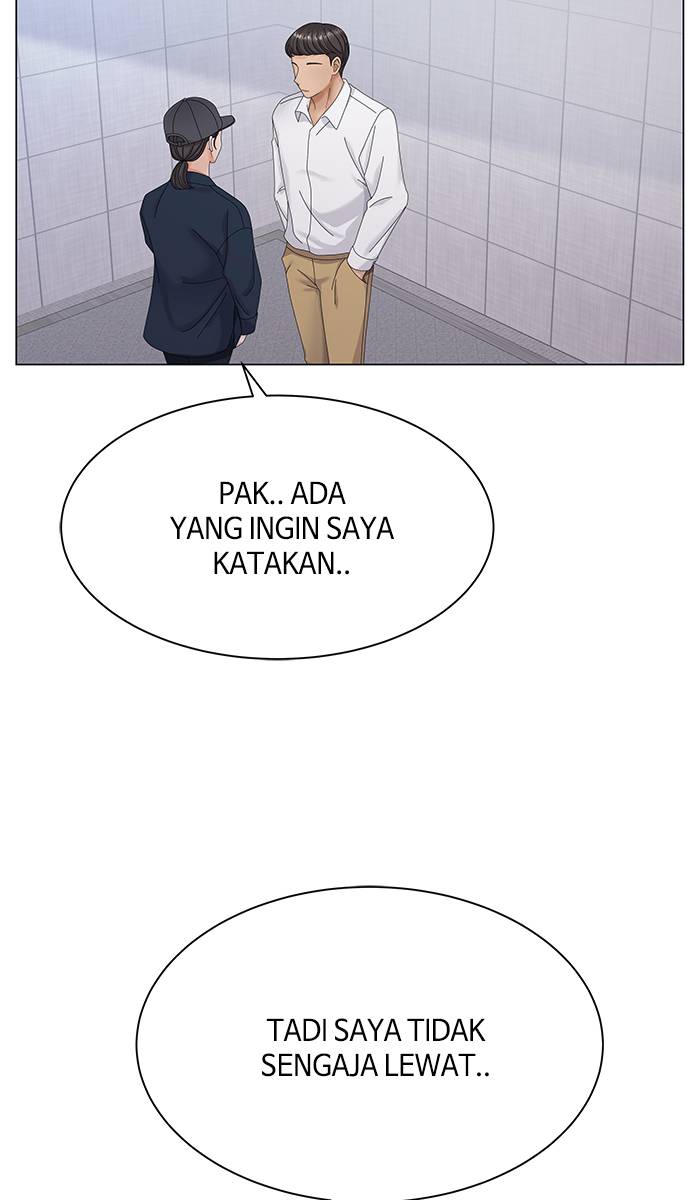 PAK.. ADA
YANG INGIN SAYA
KATAKAN..
TADI SAYA TIDAK
SENGAJA LEWAT..